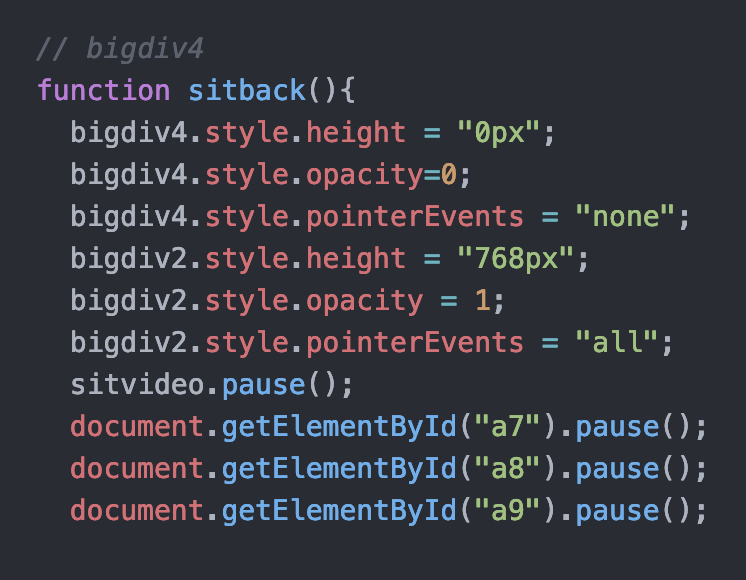 // bigdiv4
function sitback(){
  bigdiv4.style.height = "0px";
  bigdiv4.style.opacity=0;
  bigdiv4.style.pointerEvents = "none";
  bigdiv2.style.height = "768px";
  bigdiv2.style.opacity = 1;
  bigdiv2.style.pointerEvents = "all";
  sitvideo.pause();
  document.getElementById("a7").pause();
  document.getElementById("a8").pause();
  document.getElementById("a9").pause();